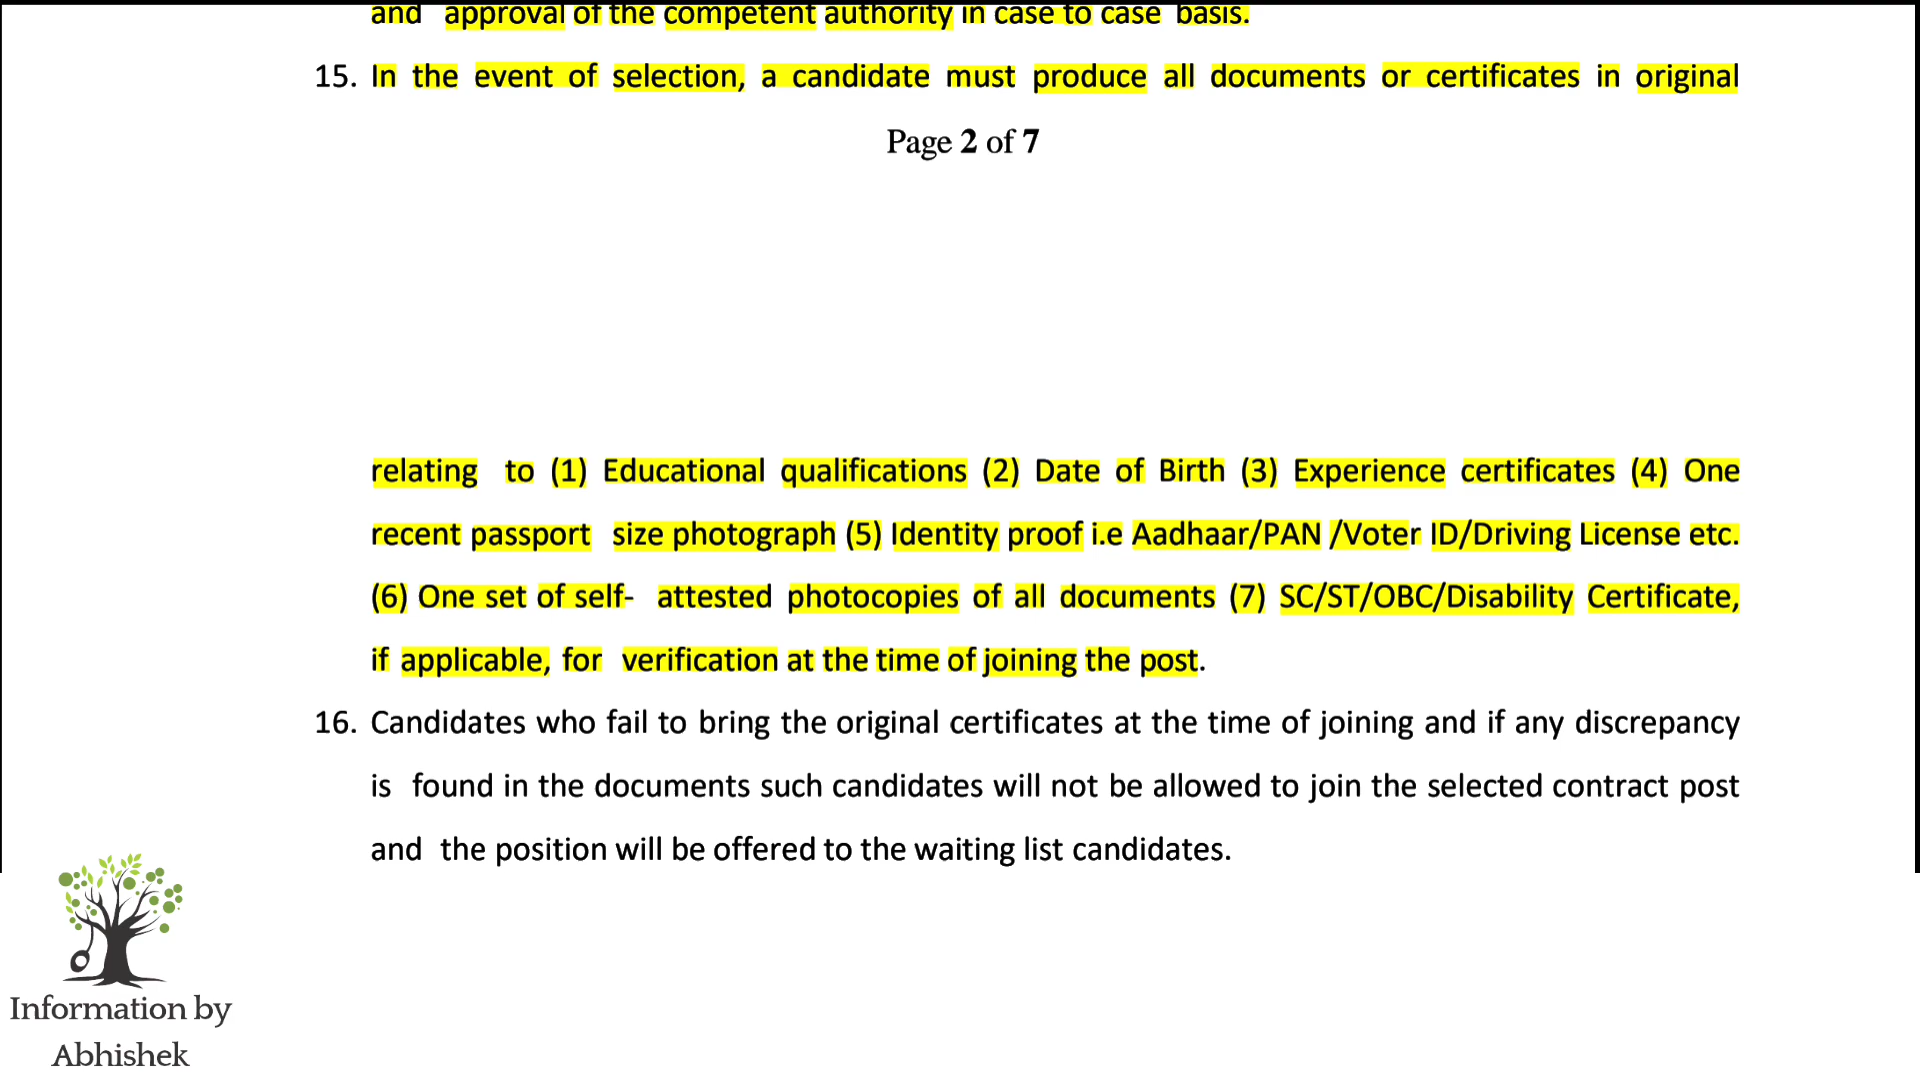 and approval of the competent authority in case to case basis.
15. In the event of selection, a candidate must produce all documents or certificates in original
Page 2 of 7
relating to (1) Educational qualifications (2) Date of Birth (3) Experience certificates (4) One
recent passport size photograph (5) Identity proof i.e Aadhaar/PAN /Voter ID/Driving License etc.
(6) One set of self- attested photocopies of all documents (7) SC/ST/OBC/Disability Certificate,
if applicable, for verification at the time of joining the post.
16. Candidates who fail to bring the original certificates at the time of joining and if any discrepancy
is found in the documents such candidates will not be allowed to join the selected contract post
and the position will be offered to the waiting list candidates.
Information by
Abhishek